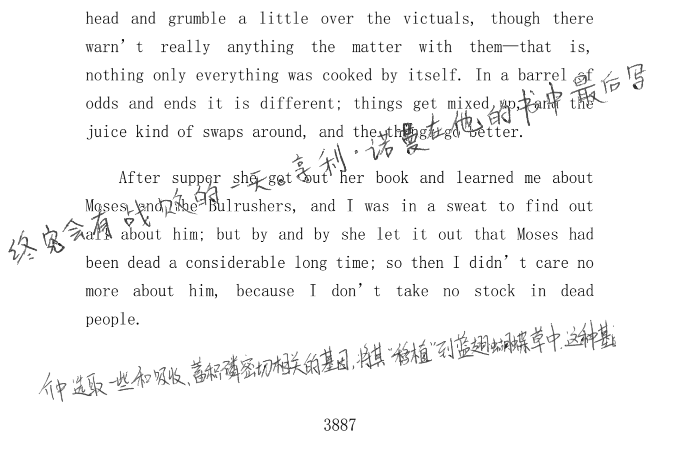 head and grumble a little over the victuals, though there
warn’t really anything the matter with them—that is,
nothing only everything was cooked by itself. In a barrel of
odds and ends it is different; things get mixed up, and the
juice kind of swaps around, and the things go better.
终究会有战败的一天。亨利·诺曼在他的书中最后写
After supper she got out her book and learned me about
Moses and the Bulrushers, and I was in a sweat to find out
all about him; but by and by she let it out that Moses had
been dead a considerable long time; so then I didn’t care no
more about him, because I don’t take no stock in dead
people.
种选取一些和吸收、蓄积磷密切相关的基因,将其“移植”到蓝翅蝴蝶草中。这种基
3887